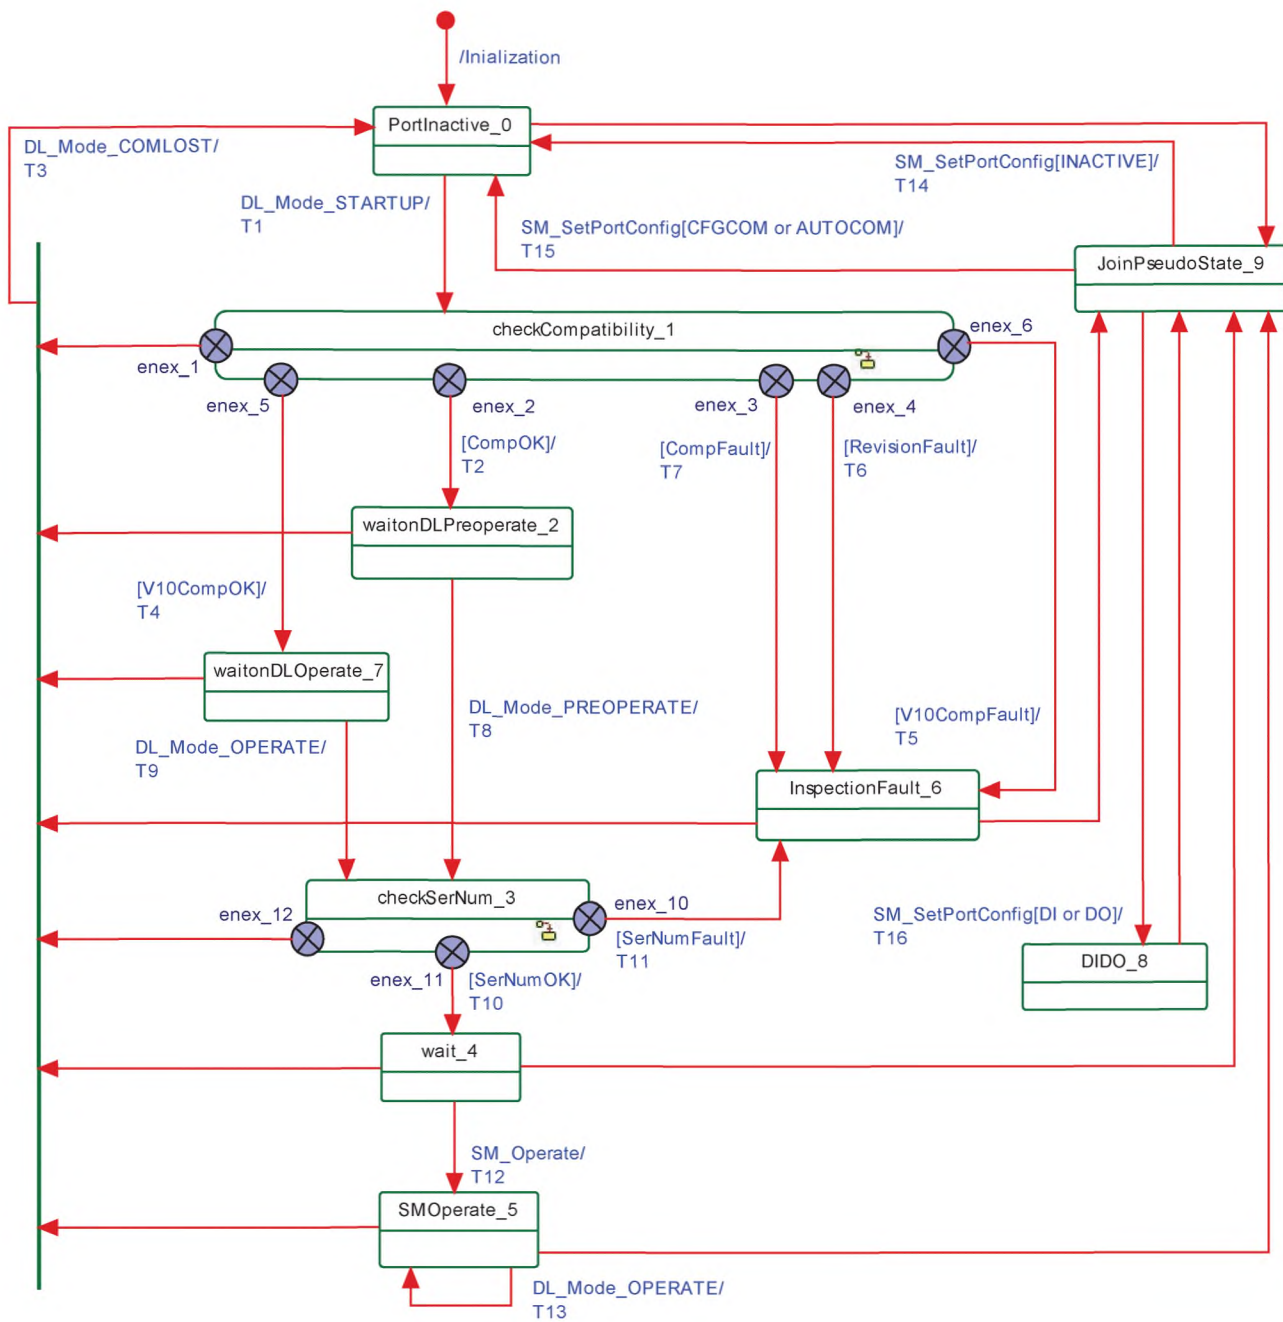 /Inialization
PortInactive_0
DL_Mode_COMLOST/
T3
SM_SetPortConfig[INACTIVE]/
T14
DL_Mode_STARTUP/
T1
SM_SetPortConfig[CFGCOM or AUTOCOM]/
T15
JoinPseudoState_9
checkCompatibility_1
enex_6
enex_1
enex_5
enex_2
enex_3
enex_4
[CompOK]/
T2
[CompFault]/
T7
[RevisionFault]/
T6
waitonDLPreoperate_2
[V10CompOK]/
T4
waitonDLOperate_7
DL_Mode_PREOPERATE/
T8
[V10CompFault]/
T5
DL_Mode_OPERATE/
T9
InspectionFault_6
checkSerNum_3
enex_12
enex_10
[SerNumFault]/
T11
SM_SetPortConfig[DI or DO]/
T16
enex_11
[SerNumOK]/
T10
DIDO_8
wait_4
SM_Operate/
T12
SMOperate_5
DL_Mode_OPERATE/
T13